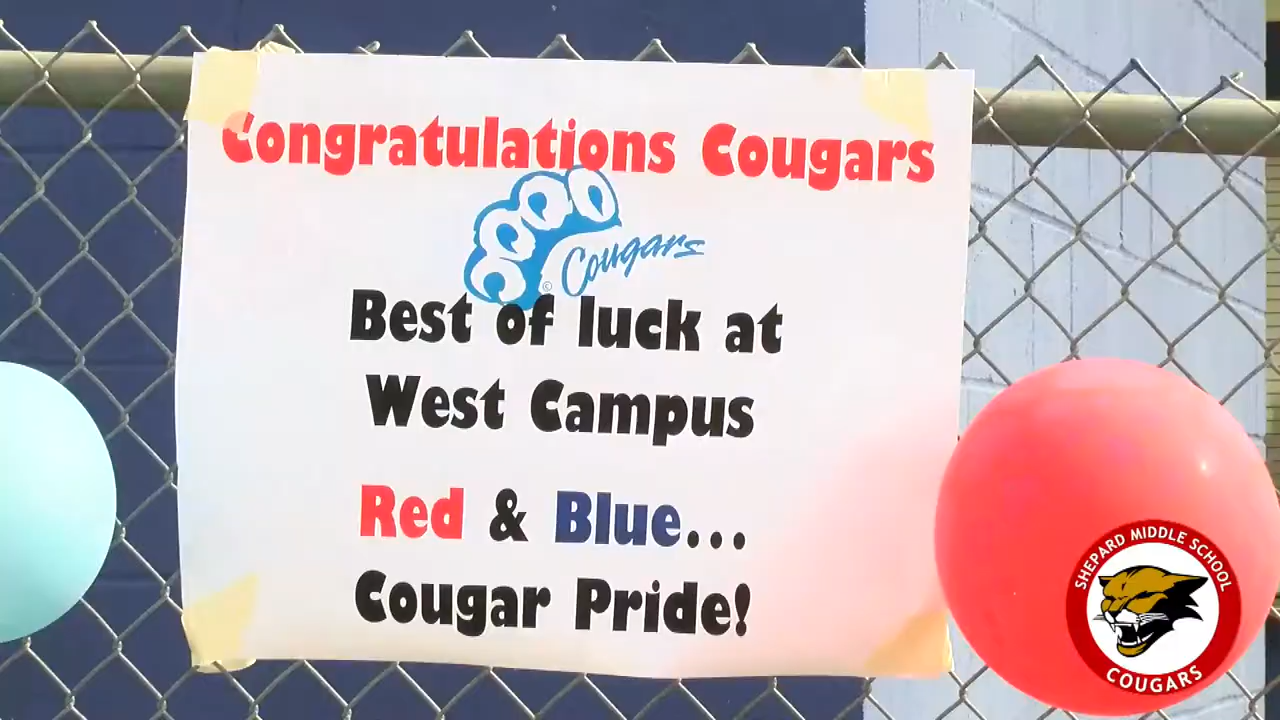 Congratulations Cougars
Cougars
©
Best of luck at
West Campus
Red & Blue...
Cougar Pride!
SHEPARD MIDDLE SCHOOL
COUGARS